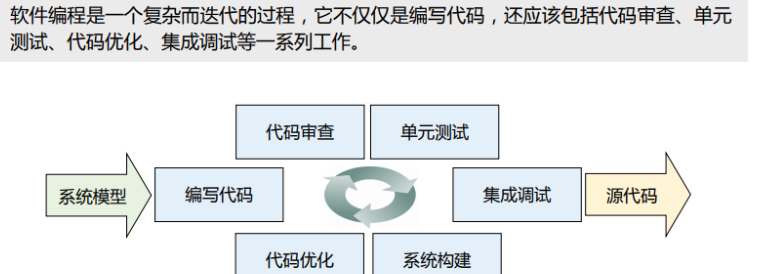 软件编程是一个复杂而迭代的过程，它不仅仅是编写代码，还应该包括代码审查、单元
测试、代码优化、集成调试等一系列工作。
代码审查
单元测试
系统模型
编写代码
集成调试
源代码
代码优化
系统构建